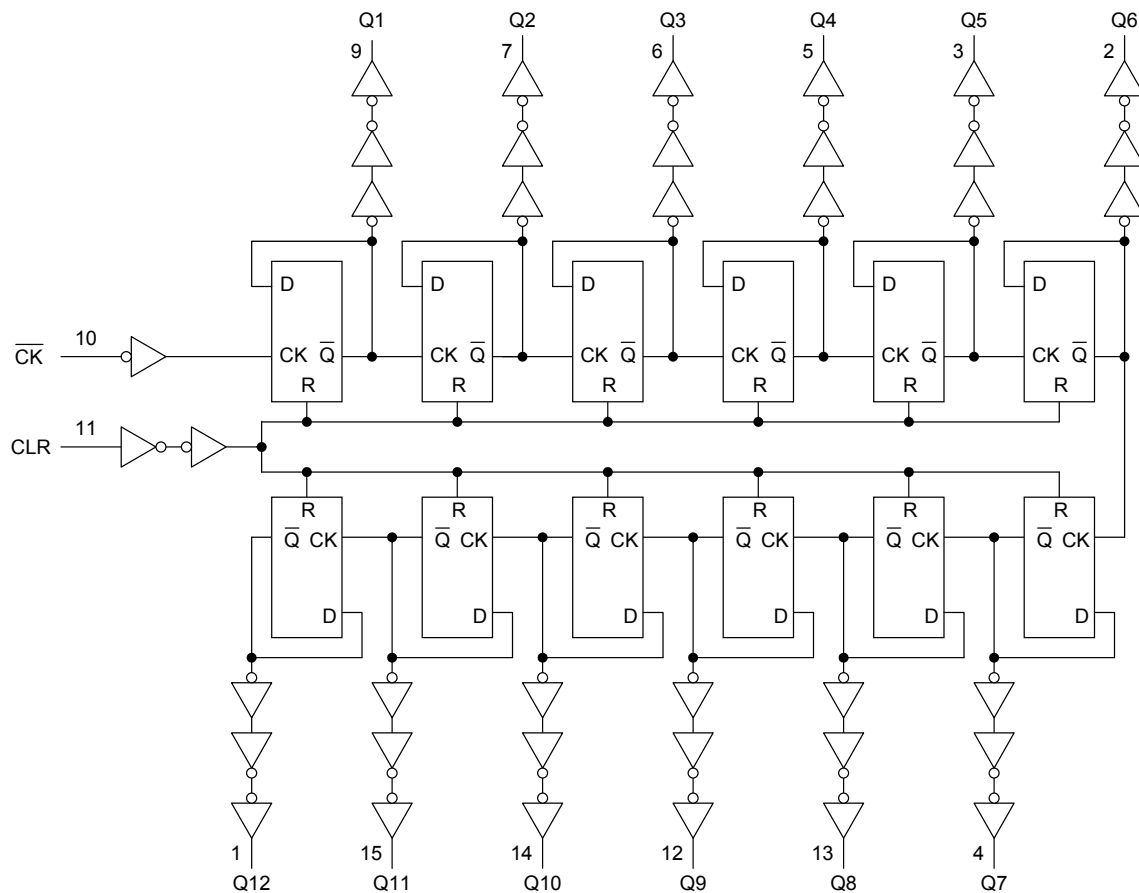 Q1 Q2 Q3 Q4 Q5 Q6
9 7 6 5 3 2
D D D D D D
C̅K̅ 10 CK Q̅ CK Q̅ CK Q̅ CK Q̅ CK Q̅ CK Q̅
R R R R R R
CLR 11
R R R R R R
Q̅ CK Q̅ CK Q̅ CK Q̅ CK Q̅ CK Q̅ CK
D D D D D D
1 15 14 12 13 4
Q12 Q11 Q10 Q9 Q8 Q7